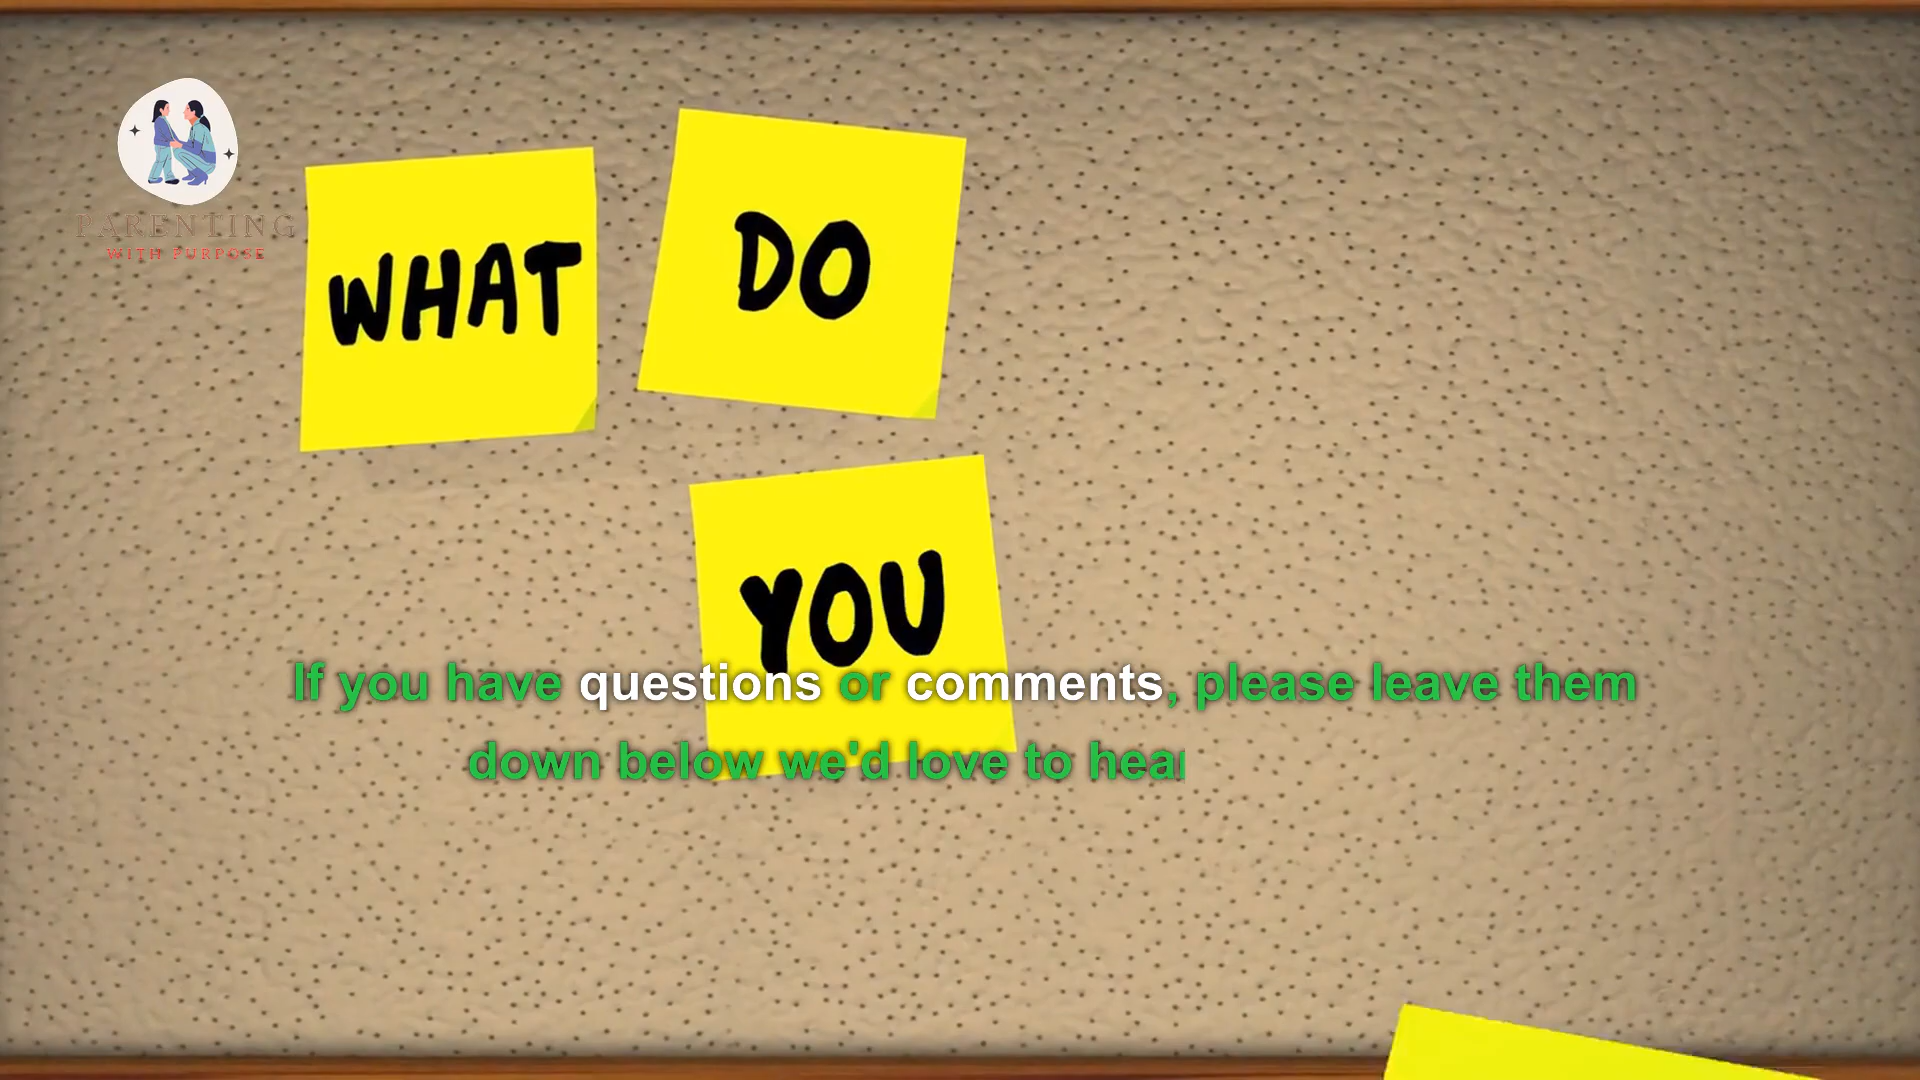 PARENTING
WITH PURPOSE
WHAT
DO
YOU
If you have questions or comments, please leave them
down below we'd love to hear